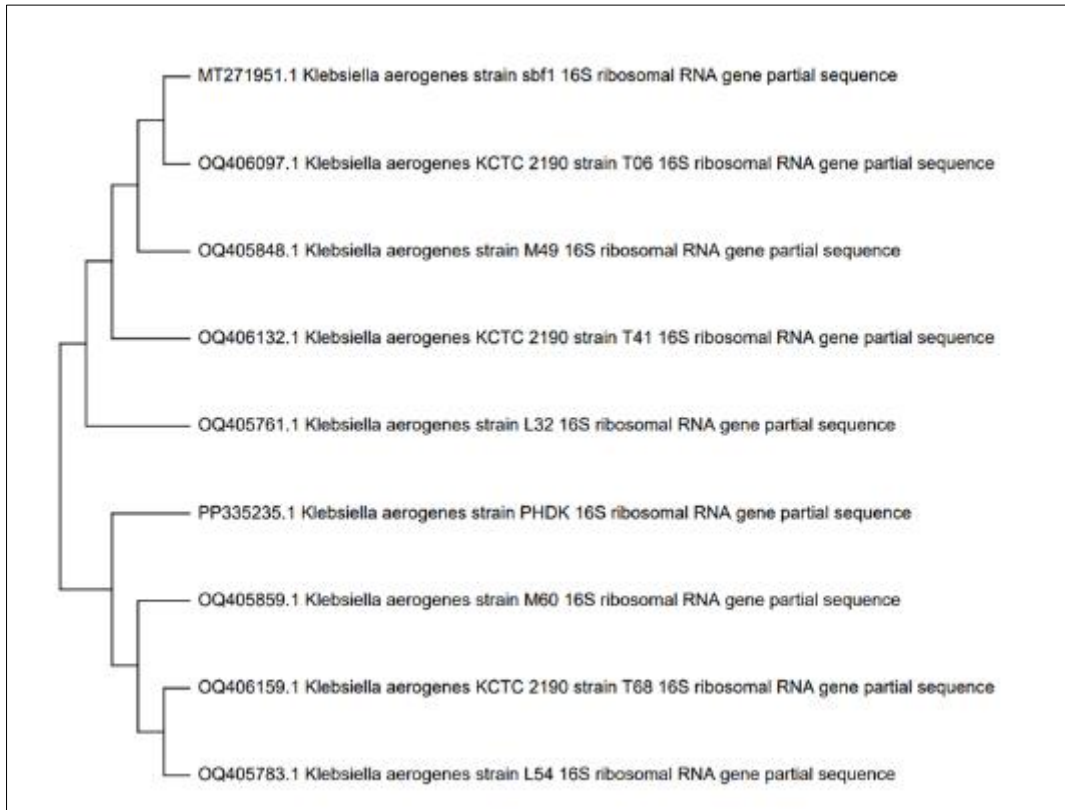 MT271951.1 Klebsiella aerogenes strain sbf1 16S ribosomal RNA gene partial sequence
OQ406097.1 Klebsiella aerogenes KCTC 2190 strain T06 16S ribosomal RNA gene partial sequence
OQ405848.1 Klebsiella aerogenes strain M49 16S ribosomal RNA gene partial sequence
OQ406132.1 Klebsiella aerogenes KCTC 2190 strain T41 16S ribosomal RNA gene partial sequence
OQ405761.1 Klebsiella aerogenes strain L32 16S ribosomal RNA gene partial sequence
PP335235.1 Klebsiella aerogenes strain PHDK 16S ribosomal RNA gene partial sequence
OQ405859.1 Klebsiella aerogenes strain M60 16S ribosomal RNA gene partial sequence
OQ406159.1 Klebsiella aerogenes KCTC 2190 strain T68 16S ribosomal RNA gene partial sequence
OQ405783.1 Klebsiella aerogenes strain L54 16S ribosomal RNA gene partial sequence